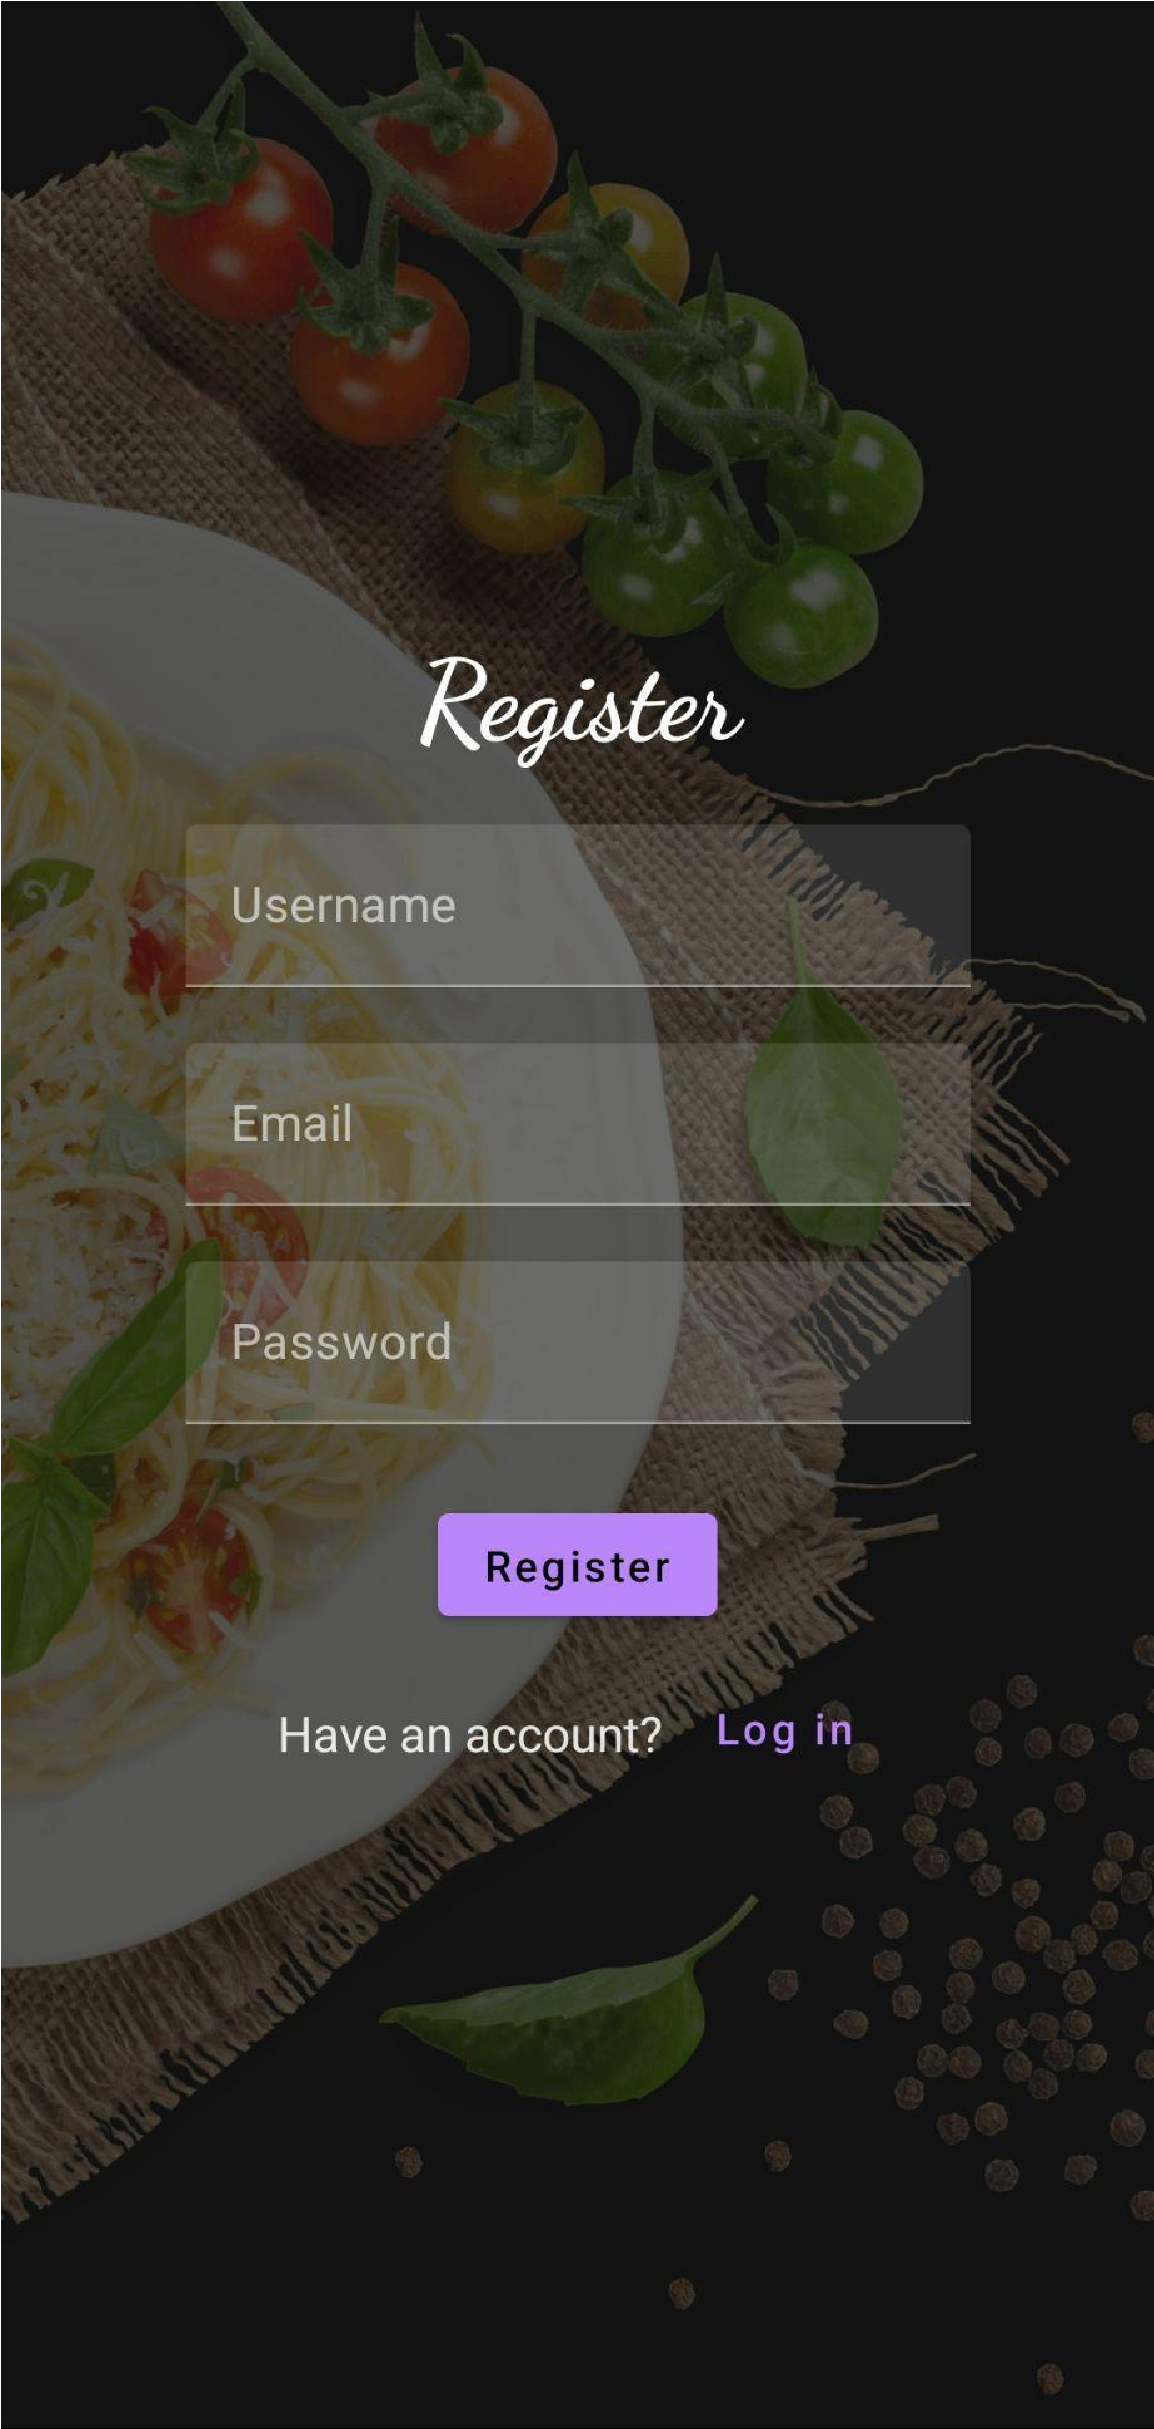 Register
Username
Email
Password
Register
Have an account? Log in